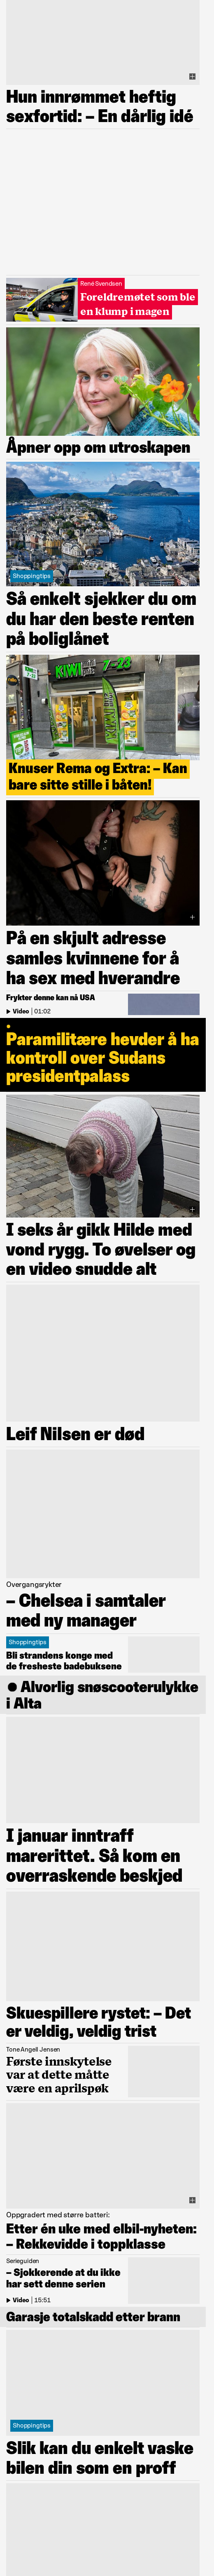 Hun innrømmet heftig
sexfortid: – En dårlig idé
René Svendsen
Foreldremøtet som ble
en klump i magen
Åpner opp om utroskapen
Shoppingtips
Så enkelt sjekker du om
du har den beste renten
på boliglånet
KIWI 7-23
Knuser Rema og Extra: – Kan
bare sitte stille i båten!
På en skjult adresse
samles kvinnene for å
ha sex med hverandre
Frykter denne kan nå USA
Video | 01:02
Paramilitære hevder å ha
kontroll over Sudans
presidentpalass
I seks år gikk Hilde med
vond rygg. To øvelser og
en video snudde alt
Leif Nilsen er død
Overgangsrykter
– Chelsea i samtaler
med ny manager
Shoppingtips
Bli strandens konge med
de fresheste badebuksene
● Alvorlig snøscooterulykke
i Alta
I januar inntraff
marerittet. Så kom en
overraskende beskjed
Skuespillere rystet: – Det
er veldig, veldig trist
Tone Angell Jensen
Første innskytelse
var at dette måtte
være en aprilspøk
Oppgradert med større batteri:
Etter én uke med elbil-nyheten:
– Rekkevidde i toppklasse
Serieguiden
– Sjokkerende at du ikke
har sett denne serien
Video | 15:51
Garasje totalskadd etter brann
Shoppingtips
Slik kan du enkelt vaske
bilen din som en proff